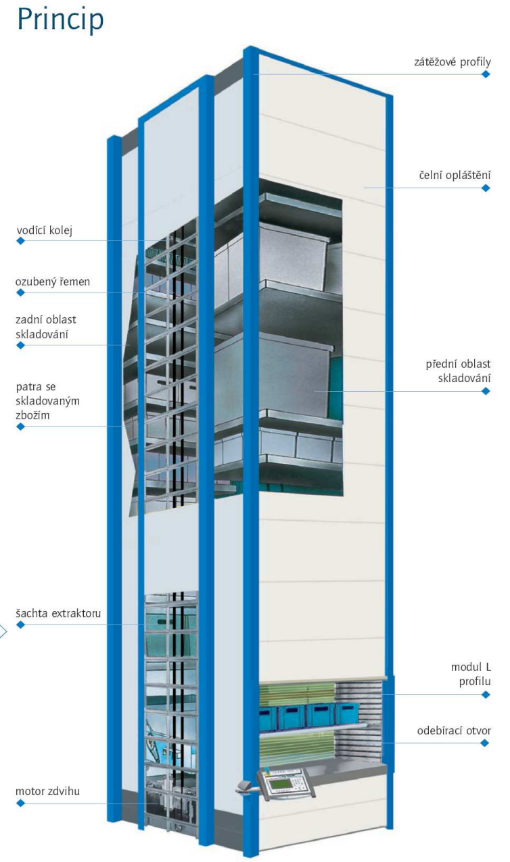 Princip
zátěžové profily
čelní opláštění
vodící kolej
ozubený řemen
zadní oblast
skladování
patra se
skladovaným
zbožím
přední oblast
skladování
šachta extraktoru
modul L
profilu
odebírací otvor
motor zdvihu